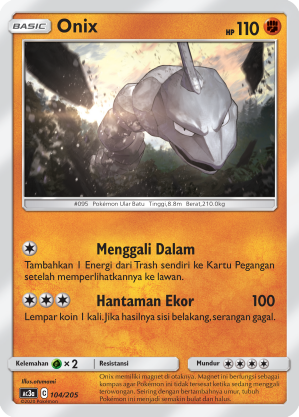 BASIC Onix HP 110
#095 Pokémon Ular Batu Tinggi,8.8m Berat,210.0kg
Menggali Dalam
Tambahkan 1 Energi dari Trash sendiri ke Kartu Pegangan
setelah memperlihatkannya ke lawan.
Hantaman Ekor 100
Lempar koin 1 kali.Jika hasilnya sisi belakang, serangan gagal.
Kelemahan ×2 Resistansi Mundur
Illus.otumami
AC3a C 104/205
Onix memiliki magnet di otaknya. Magnet ini berfungsi sebagai
kompas agar Pokémon ini tidak tersesat ketika sedang menggali
terowongan. Seiring dengan bertambahnya umur, tubuh
Pokémon ini menjadi semakin bulat dan halus.